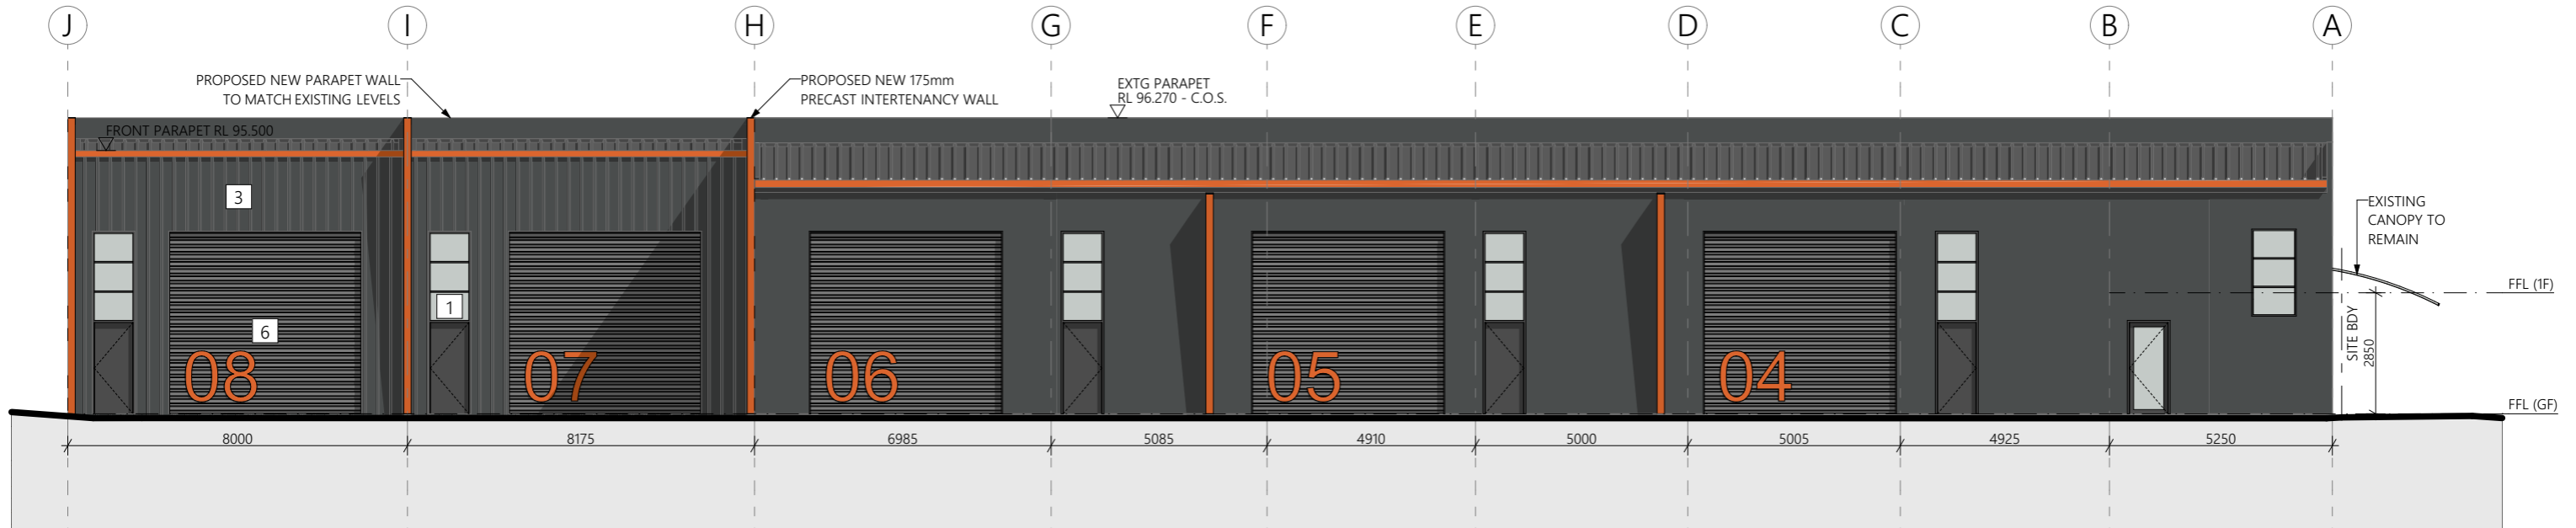 J I H G F E D C B A
PROPOSED NEW PARAPET WALL
TO MATCH EXISTING LEVELS
PROPOSED NEW 175mm
PRECAST INTERTENANCY WALL
EXTG PARAPET
RL 96.270 - C.O.S.
FRONT PARAPET RL 95.500
3
EXISTING
CANOPY TO
REMAIN
FFL (1F)
1
6
SITE BDY
2850
08 07 06 05 04
FFL (GF)
8000 8175 6985 5085 4910 5000 5005 4925 5250